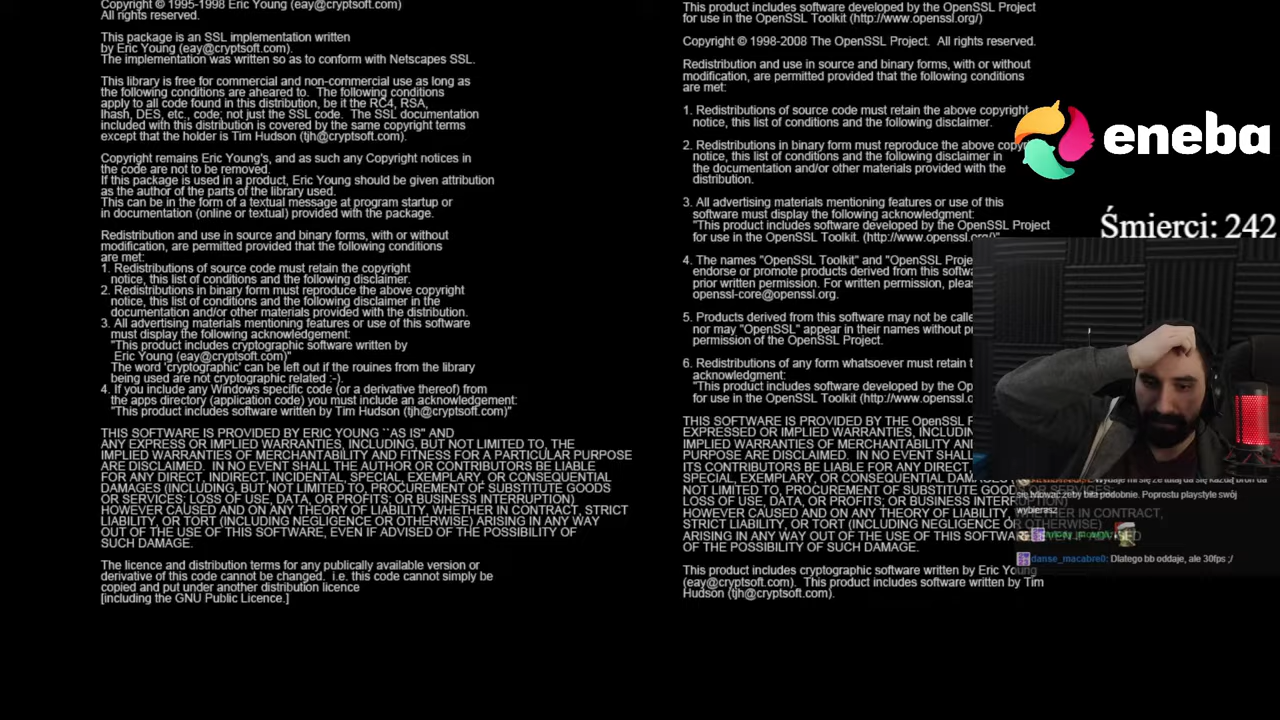 Copyright © 1995-1998 Eric Young (eay@cryptsoft.com)
All rights reserved.
This package is an SSL implementation written
by Eric Young (eay@cryptsoft.com).
The implementation was written so as to conform with Netscapes SSL.
This library is free for commercial and non-commercial use as long as
the following conditions are aheared to.  The following conditions
apply to all code found in this distribution, be it the RC4, RSA,
lhash, DES, etc., code; not just the SSL code.  The SSL documentation
included with this distribution is covered by the same copyright terms
except that the holder is Tim Hudson (tjh@cryptsoft.com).
Copyright remains Eric Young's, and as such any Copyright notices in
the code are not to be removed.
If this package is used in a product, Eric Young should be given attribution
as the author of the parts of the library used.
This can be in the form of a textual message at program startup or
in documentation (online or textual) provided with the package.
Redistribution and use in source and binary forms, with or without
modification, are permitted provided that the following conditions
are met:
1. Redistributions of source code must retain the copyright
notice, this list of conditions and the following disclaimer.
2. Redistributions in binary form must reproduce the above copyright
notice, this list of conditions and the following disclaimer in the
documentation and/or other materials provided with the distribution.
3. All advertising materials mentioning features or use of this software
must display the following acknowledgement:
"This product includes cryptographic software written by
Eric Young (eay@cryptsoft.com)"
The word 'cryptographic' can be left out if the rouines from the library
being used are not cryptographic related :-).
4. If you include any Windows specific code (or a derivative thereof) from
the apps directory (application code) you must include an acknowledgement:
"This product includes software written by Tim Hudson (tjh@cryptsoft.com)"
THIS SOFTWARE IS PROVIDED BY ERIC YOUNG ``AS IS'' AND
ANY EXPRESS OR IMPLIED WARRANTIES, INCLUDING, BUT NOT LIMITED TO, THE
IMPLIED WARRANTIES OF MERCHANTABILITY AND FITNESS FOR A PARTICULAR PURPOSE
ARE DISCLAIMED.  IN NO EVENT SHALL THE AUTHOR OR CONTRIBUTORS BE LIABLE
FOR ANY DIRECT, INDIRECT, INCIDENTAL, SPECIAL, EXEMPLARY, OR CONSEQUENTIAL
DAMAGES (INCLUDING, BUT NOT LIMITED TO, PROCUREMENT OF SUBSTITUTE GOODS
OR SERVICES; LOSS OF USE, DATA, OR PROFITS; OR BUSINESS INTERRUPTION)
HOWEVER CAUSED AND ON ANY THEORY OF LIABILITY, WHETHER IN CONTRACT, STRICT
LIABILITY, OR TORT (INCLUDING NEGLIGENCE OR OTHERWISE) ARISING IN ANY WAY
OUT OF THE USE OF THIS SOFTWARE, EVEN IF ADVISED OF THE POSSIBILITY OF
SUCH DAMAGE.
The licence and distribution terms for any publically available version or
derivative of this code cannot be changed.  i.e. this code cannot simply be
copied and put under another distribution licence
[including the GNU Public Licence.]
This product includes software developed by the OpenSSL Project
for use in the OpenSSL Toolkit (http://www.openssl.org/)
Copyright © 1998-2008 The OpenSSL Project.  All rights reserved.
Redistribution and use in source and binary forms, with or without
modification, are permitted provided that the following conditions
are met:
1. Redistributions of source code must retain the above copyright
notice, this list of conditions and the following disclaimer.
2. Redistributions in binary form must reproduce the above copyright
notice, this list of conditions and the following disclaimer in
the documentation and/or other materials provided with the
distribution.
3. All advertising materials mentioning features or use of this
software must display the following acknowledgment:
"This product includes software developed by the OpenSSL Project
for use in the OpenSSL Toolkit. (http://www.openssl.org/)"
4. The names "OpenSSL Toolkit" and "OpenSSL Proje
endorse or promote products derived from this softwa
prior written permission. For written permission, pleas
openssl-core@openssl.org.
5. Products derived from this software may not be calle
nor may "OpenSSL" appear in their names without p
permission of the OpenSSL Project.
6. Redistributions of any form whatsoever must retain t
acknowledgment:
"This product includes software developed by the Op
for use in the OpenSSL Toolkit (http://www.openssl.o
THIS SOFTWARE IS PROVIDED BY THE OpenSSL P
EXPRESSED OR IMPLIED WARRANTIES, INCLUDIN
IMPLIED WARRANTIES OF MERCHANTABILITY AND
PURPOSE ARE DISCLAIMED.  IN NO EVENT SHALL
ITS CONTRIBUTORS BE LIABLE FOR ANY DIRECT,
SPECIAL, EXEMPLARY, OR CONSEQUENTIAL DAMAG
NOT LIMITED TO, PROCUREMENT OF SUBSTITUTE GOODS OR SERVICES;
LOSS OF USE, DATA, OR PROFITS; OR BUSINESS INTERRUPTION)
HOWEVER CAUSED AND ON ANY THEORY OF LIABILITY, WHETHER IN CONTRACT,
STRICT LIABILITY, OR TORT (INCLUDING NEGLIGENCE OR OTHERWISE)
ARISING IN ANY WAY OUT OF THE USE OF THIS SOFTWARE, EVEN IF ADVISED
OF THE POSSIBILITY OF SUCH DAMAGE.
This product includes cryptographic software written by Eric Young
(eay@cryptsoft.com).  This product includes software written by Tim
Hudson (tjh@cryptsoft.com).
eneba
Śmierci: 242
się żeby była podobnie. Poprostu playstyle swój
wybierasz
danse_macabre0: Dlatego bb oddaje, ale 30fps ;/